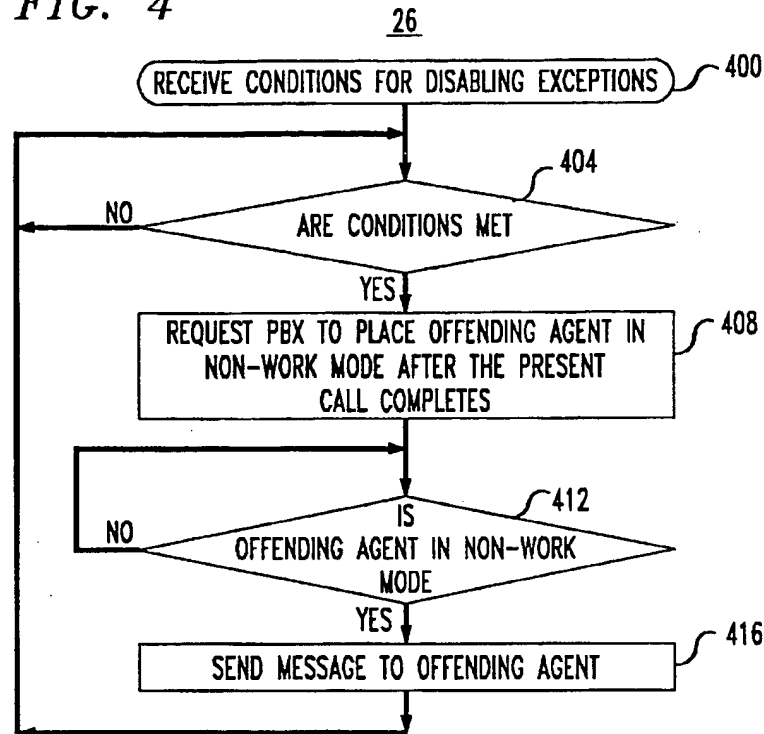 FIG. 4
26
RECEIVE CONDITIONS FOR DISABLING EXCEPTIONS
400
404
NO
ARE CONDITIONS MET
YES
REQUEST PBX TO PLACE OFFENDING AGENT IN
NON-WORK MODE AFTER THE PRESENT
CALL COMPLETES
408
412
NO
IS
OFFENDING AGENT IN NON-WORK
MODE
YES
SEND MESSAGE TO OFFENDING AGENT
416